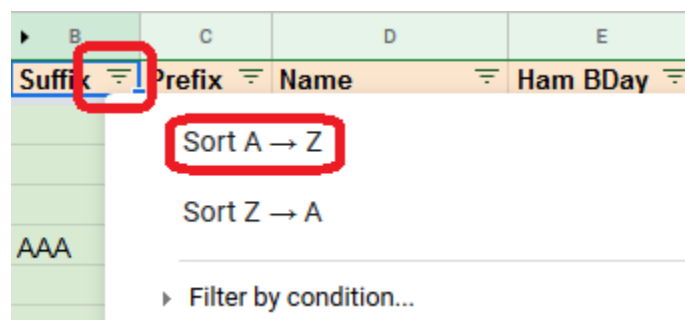 B C D E
Suffix Prefix Name Ham BDay
Sort A → Z
Sort Z → A
AAA
Filter by condition...